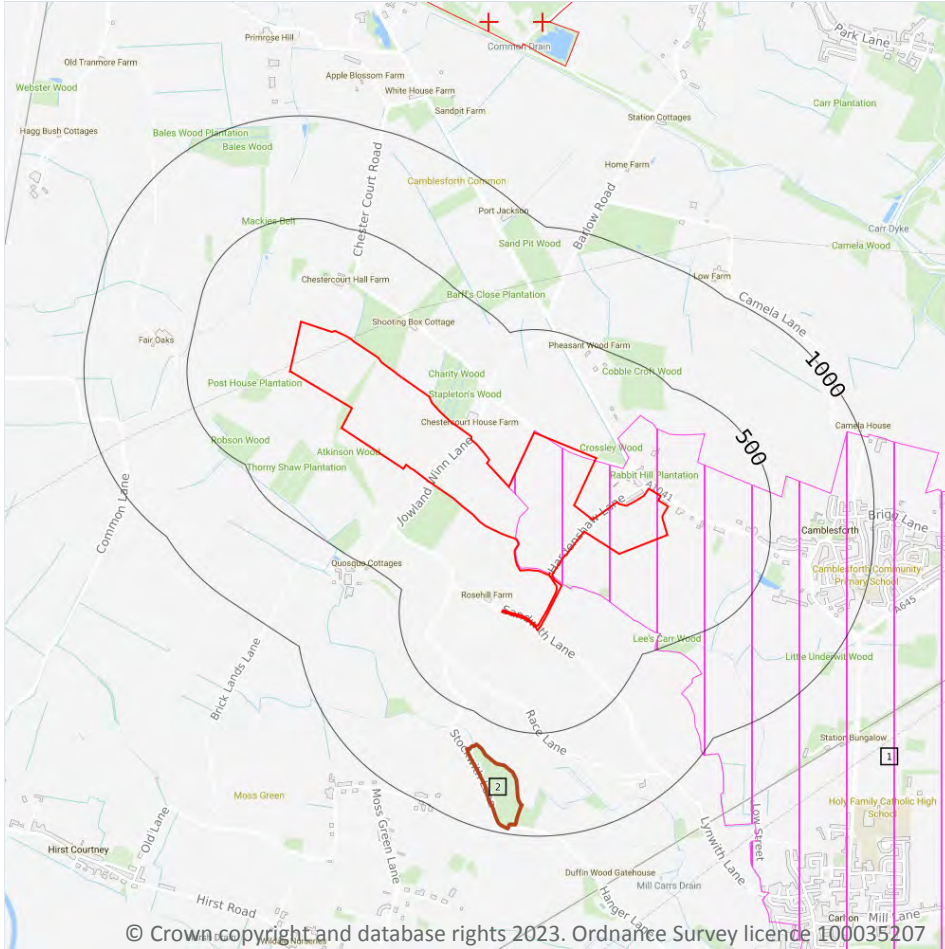 Park Lane
Primrose Hill
Common Drain
Old Tranmore Farm
Apple Blossom Farm
Webster Wood
White House Farm
Carr Plantation
Sandpit Farm
Station Cottages
Hagg Bush Cottages
Bales Wood Plantation
Bales Wood
Home Farm
Chester Court Road
Camblesforth Common
Barlow Road
Port Jackson
Mackies Belt
Carr Dyke
Sand Pit Wood
Camela Wood
Chestercourt Hall Farm
Low Farm
Barff's Close Plantation
Camela Lane
Shooting Box Cottage
Fair Oaks
Pheasant Wood Farm
1000
Charity Wood
Cobble Croft Wood
Post House Plantation
Stapleton's Wood
Chestercourt House Farm
Camela House
500
Robson Wood
Crossley Wood
Atkinson Wood
Thorny Shaw Plantation
Jowland Winn Lane
Rabbit Hill Plantation
A1041
Common Lane
Hardenshaw Lane
Brigg Lane
Camblesforth
Quosquo Cottages
Camblesforth Community
Primary School
Rosehill Farm
A645
Sandwith Lane
Lee's Carr Wood
Little Underwit Wood
Brick Lands Lane
Race Lane
Station Bungalow
1
Stockwith Lane
2
Moss Green
Holy Family Catholic High
School
Old Lane
Moss Green Lane
Low Street
Lynwith Lane
Hirst Courtney
Duffin Wood Gatehouse
Mill Carrs Drain
Hanger Lane
Hirst Road
Carlton
Mill Lane
© Crown copyright and database rights 2023. Ordnance Survey licence 100035207